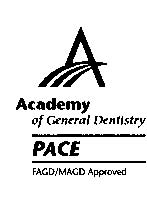 Academy
of General Dentistry
PACE
FAGD/MAGD Approved